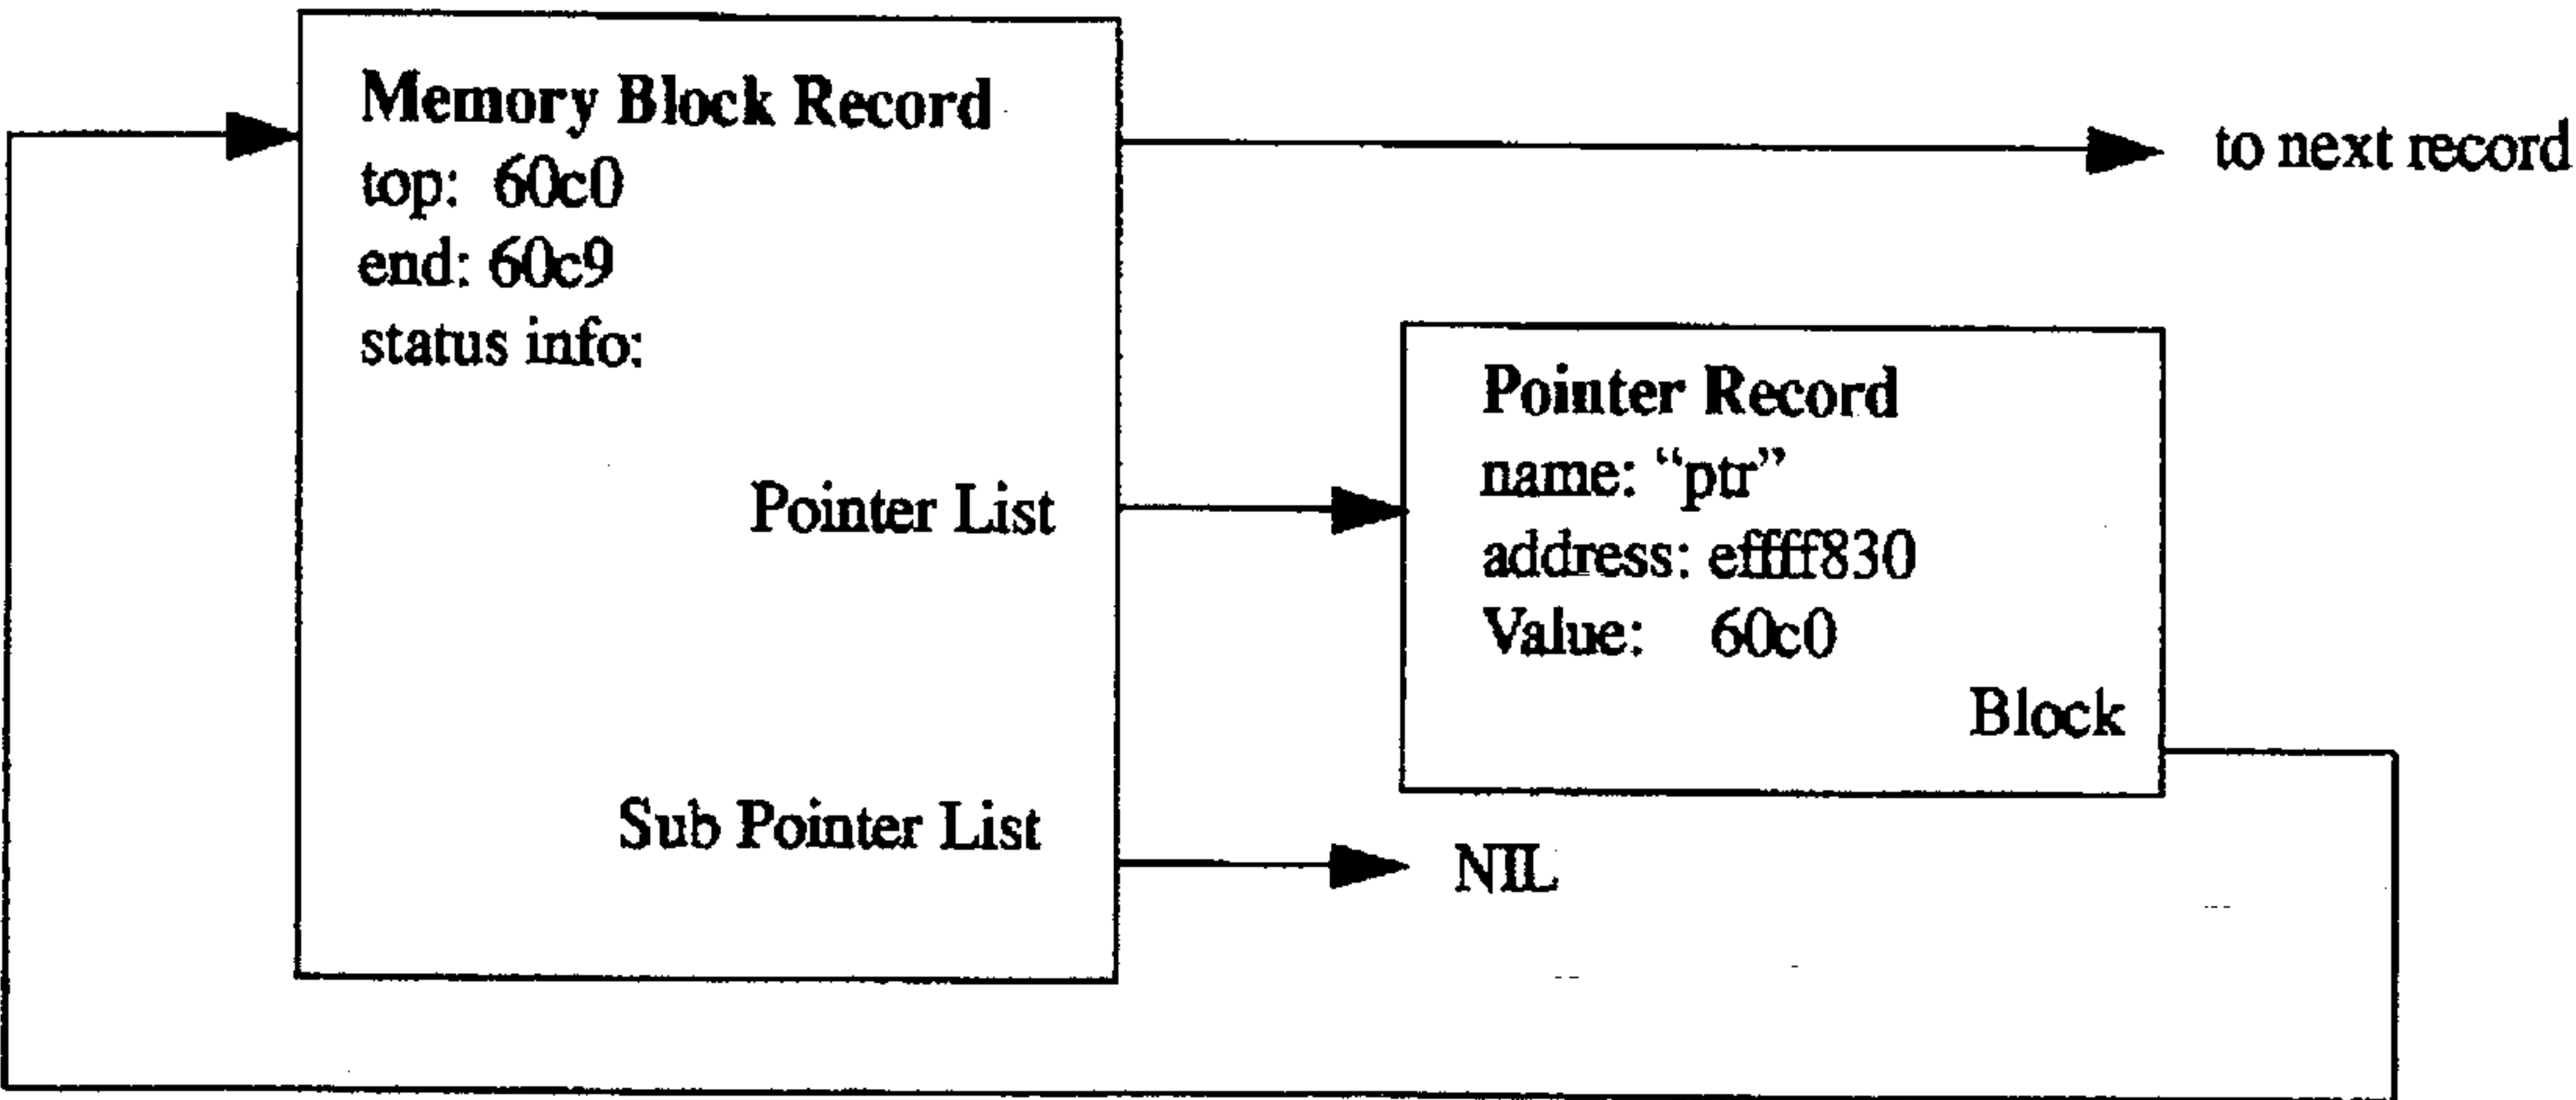 Memory Block Record
top: 60c0
end: 60c9
status info:
Pointer List
Sub Pointer List
to next record
Pointer Record
name: “ptr”
address: effff830
Value: 60c0
Block
NIL